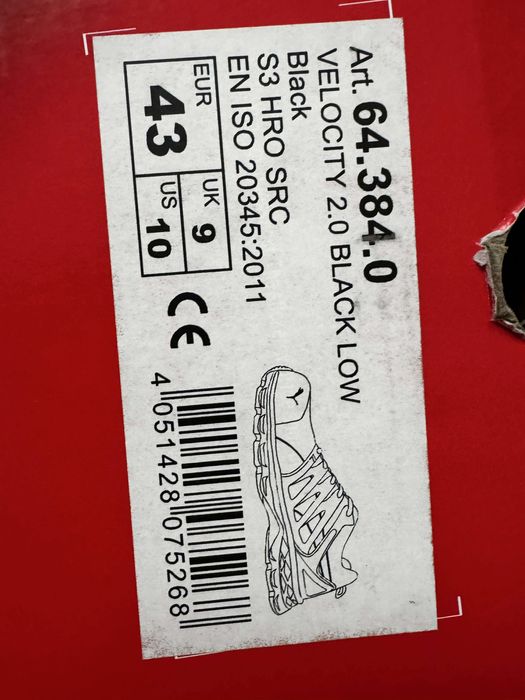 Art. 64.384.0
VELOCITY 2.0 BLACK LOW
Black
S3 HRO SRC
EN ISO 20345:2011
EUR
43
UK
9
US
10
CE
4 051428 075268